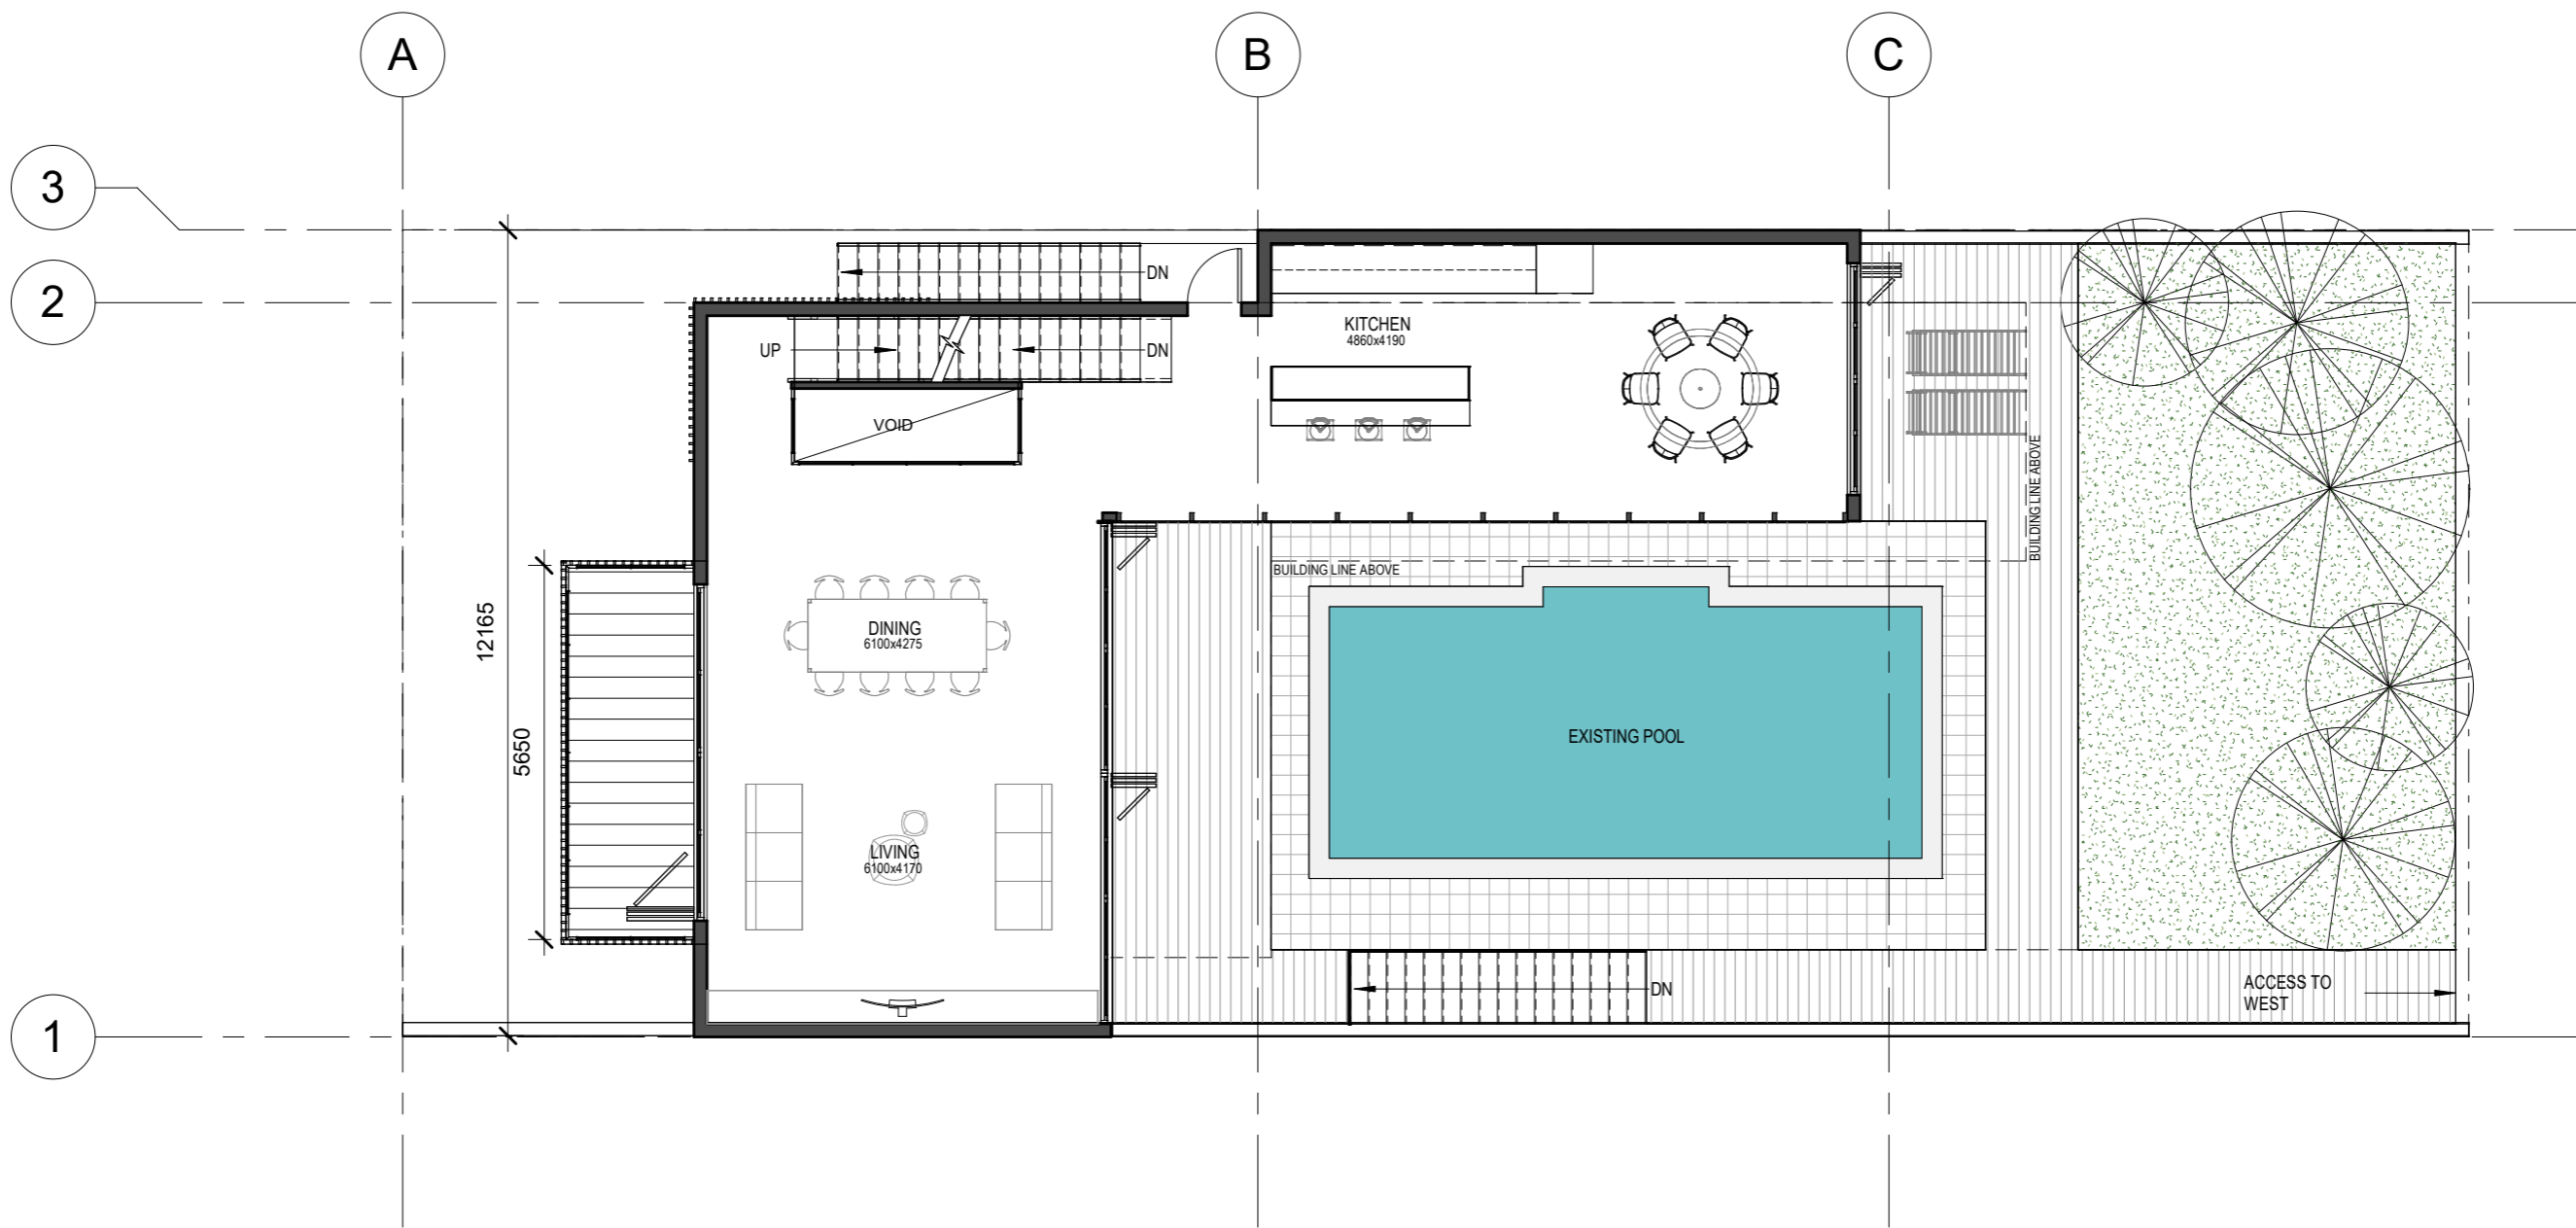 A
B
C
3
2
DN
UP
DN
KITCHEN
4860x4190
VOID
BUILDING LINE ABOVE
BUILDING LINE ABOVE
12165
5650
DINING
6100x4275
EXISTING POOL
LIVING
6100x4170
DN
ACCESS TO
WEST
1